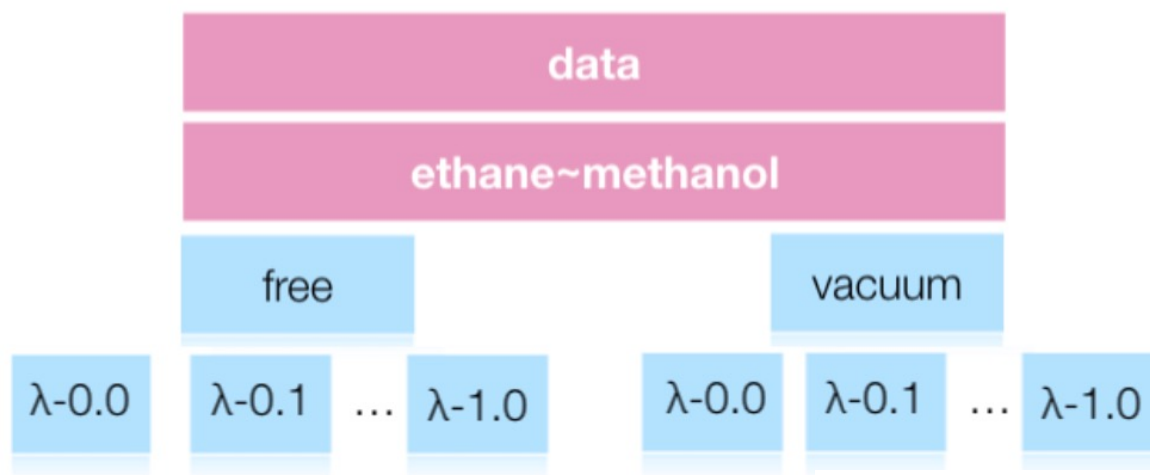 data
ethane~methanol
free vacuum
λ-0.0 λ-0.1 ... λ-1.0 λ-0.0 λ-0.1 ... λ-1.0